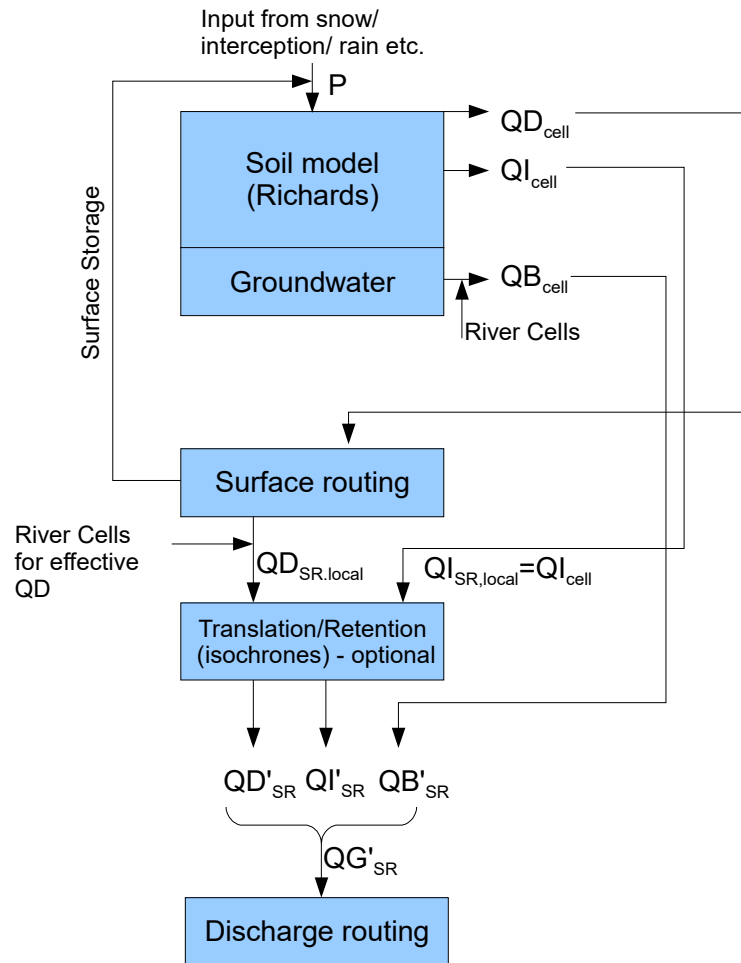 Input from snow/
interception/ rain etc.
P
QDcell
Soil model
(Richards)
QIcell
Groundwater
QBcell
River Cells
Surface Storage
Surface routing
River Cells
for effective
QD
QDSR.local
QISR,local=QIcell
Translation/Retention
(isochrones) - optional
QD'SR QI'SR QB'SR
QG'SR
Discharge routing